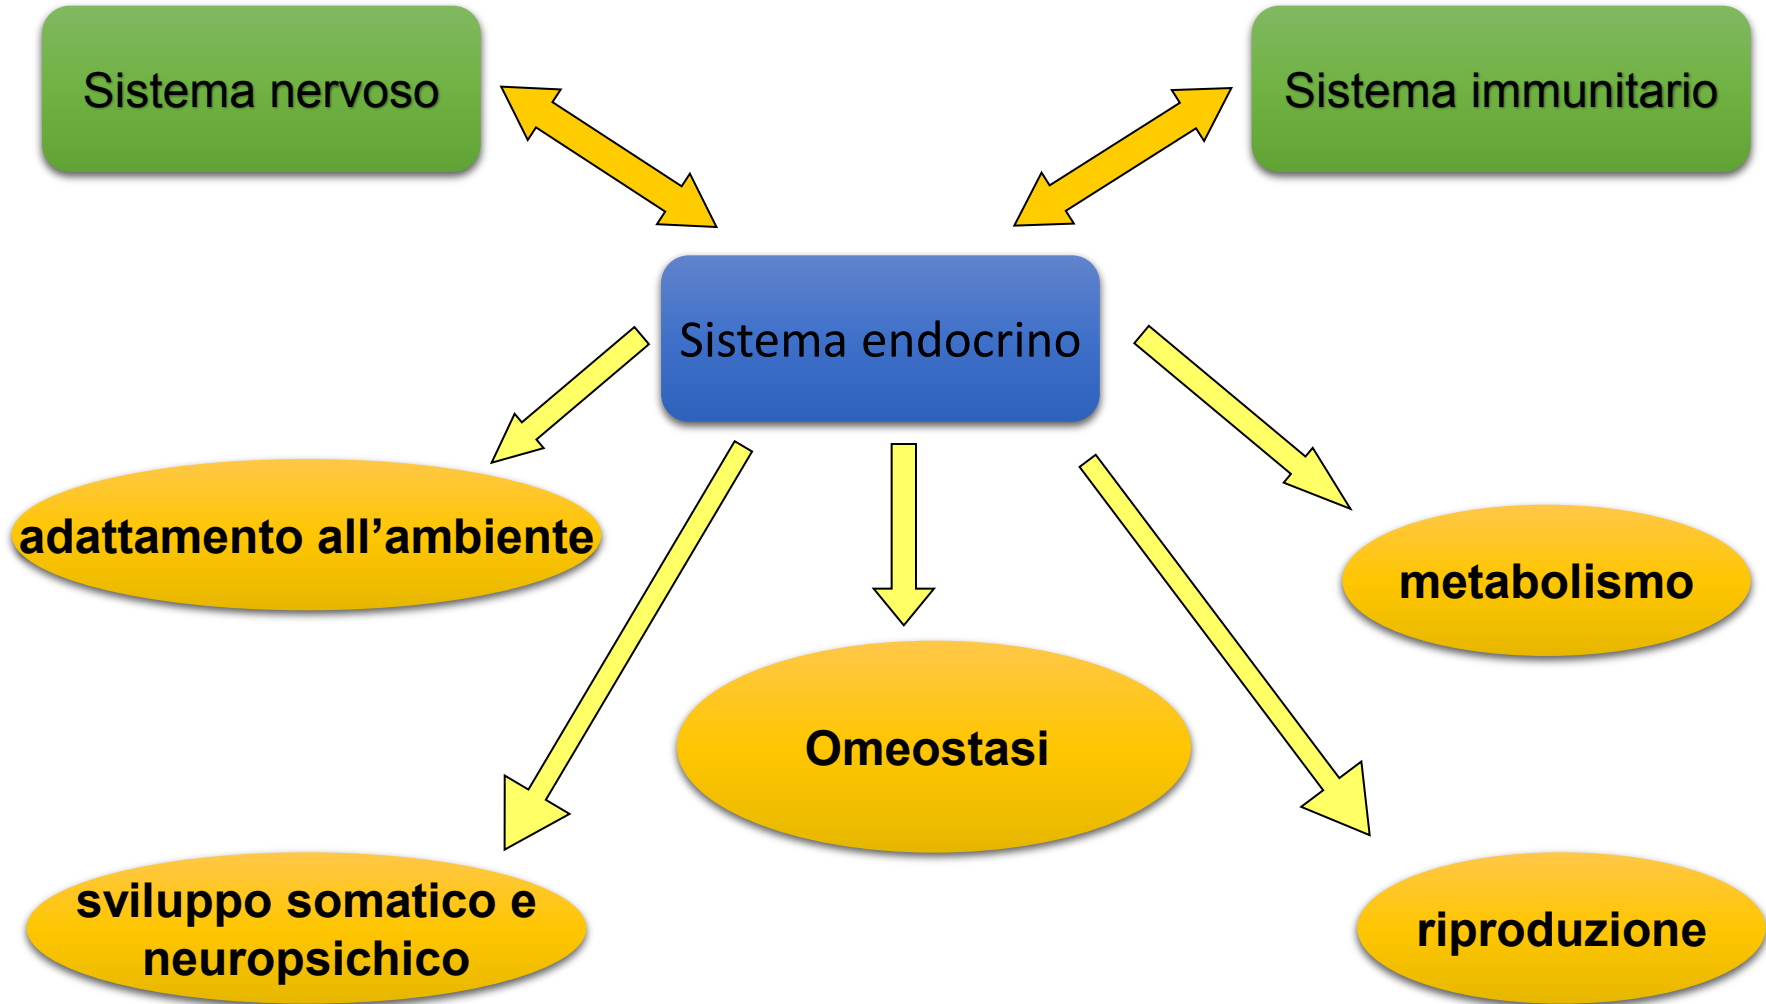 Sistema nervoso
Sistema immunitario
Sistema endocrino
adattamento all’ambiente
metabolismo
Omeostasi
sviluppo somatico e
neuropsichico
riproduzione